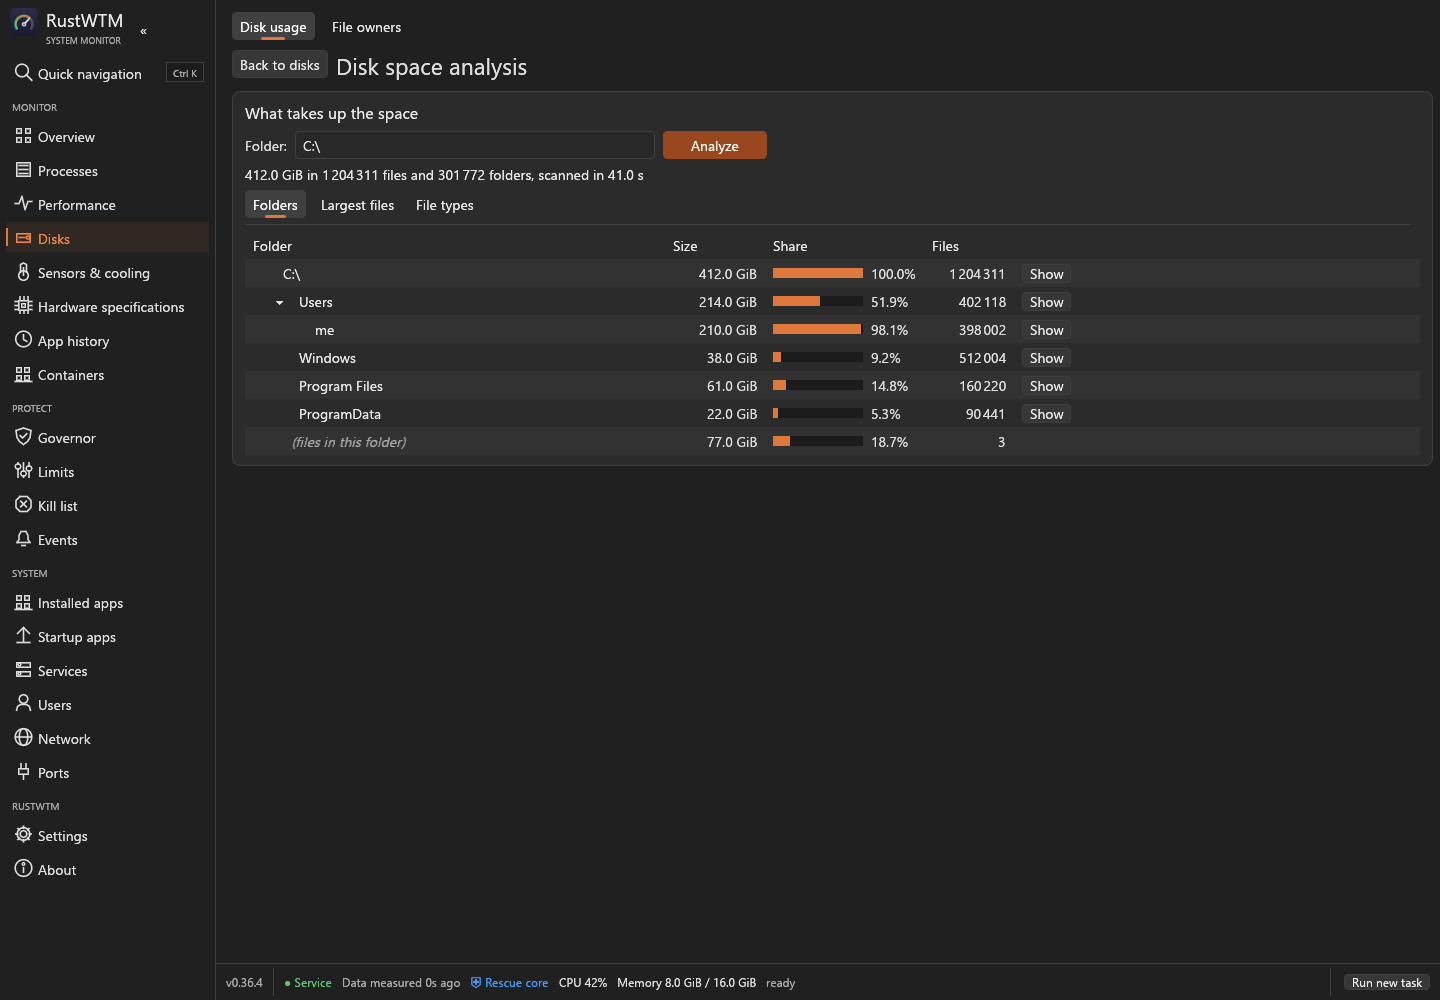 RustWTM
SYSTEM MONITOR
«
Quick navigation Ctrl K
MONITOR
Overview
Processes
Performance
Disks
Sensors & cooling
Hardware specifications
App history
Containers
PROTECT
Governor
Limits
Kill list
Events
SYSTEM
Installed apps
Startup apps
Services
Users
Network
Ports
RUSTWTM
Settings
About
Disk usage File owners
Back to disks Disk space analysis
What takes up the space
Folder: C:\ Analyze
412.0 GiB in 1 204 311 files and 301 772 folders, scanned in 41.0 s
Folders Largest files File types
Folder Size Share Files
C:\ 412.0 GiB 100.0% 1 204 311 Show
Users 214.0 GiB 51.9% 402 118 Show
me 210.0 GiB 98.1% 398 002 Show
Windows 38.0 GiB 9.2% 512 004 Show
Program Files 61.0 GiB 14.8% 160 220 Show
ProgramData 22.0 GiB 5.3% 90 441 Show
(files in this folder) 77.0 GiB 18.7% 3
v0.36.4 Service Data measured 0s ago Rescue core CPU 42% Memory 8.0 GiB / 16.0 GiB ready Run new task